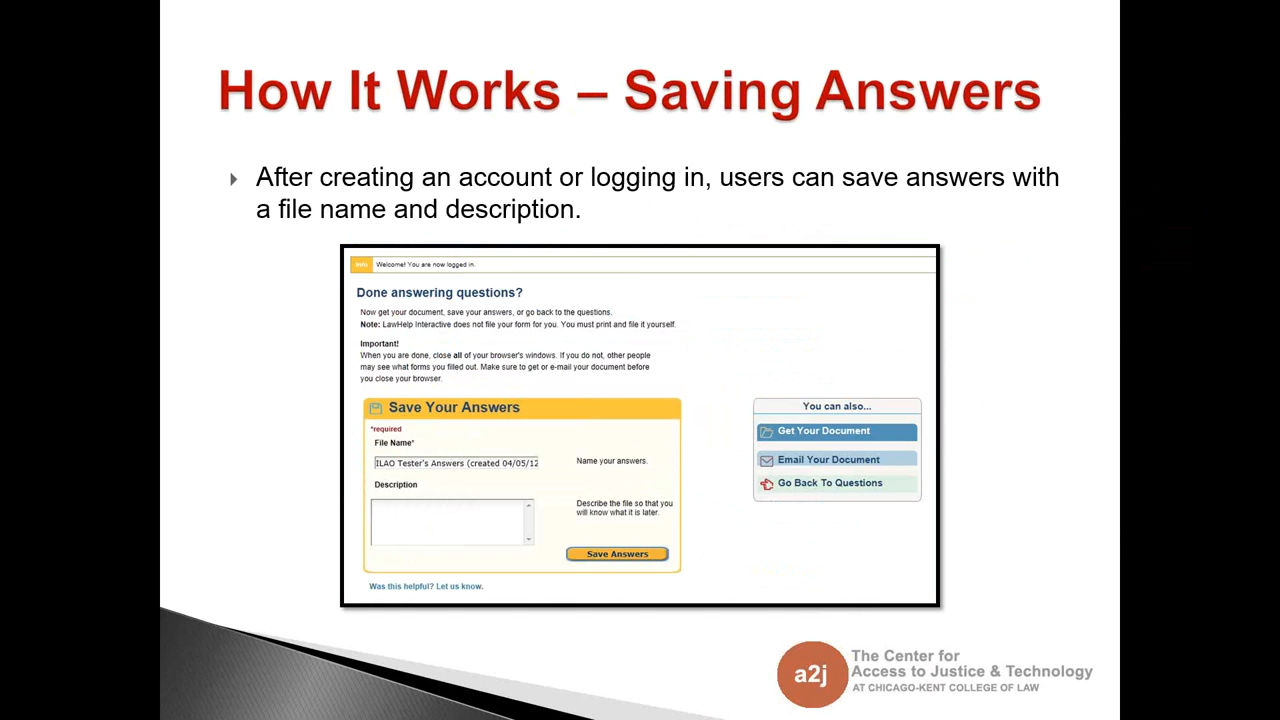 How It Works – Saving Answers
After creating an account or logging in, users can save answers with
a file name and description.
Info Welcome! You are now logged in.
Done answering questions?
Now get your document, save your answers, or go back to the questions.
Note: LawHelp Interactive does not file your form for you. You must print and file it yourself.
Important!
When you are done, close all of your browser's windows. If you do not, other people
may see what forms you filled out. Make sure to get or e-mail your document before
you close your browser.
Save Your Answers
*required
File Name*
ILAO Tester's Answers (created 04/05/12
Name your answers.
Description
Describe the file so that you
will know what it is later.
Save Answers
Was this helpful? Let us know.
You can also...
Get Your Document
Email Your Document
Go Back To Questions
a2j
The Center for
Access to Justice & Technology
AT CHICAGO-KENT COLLEGE OF LAW